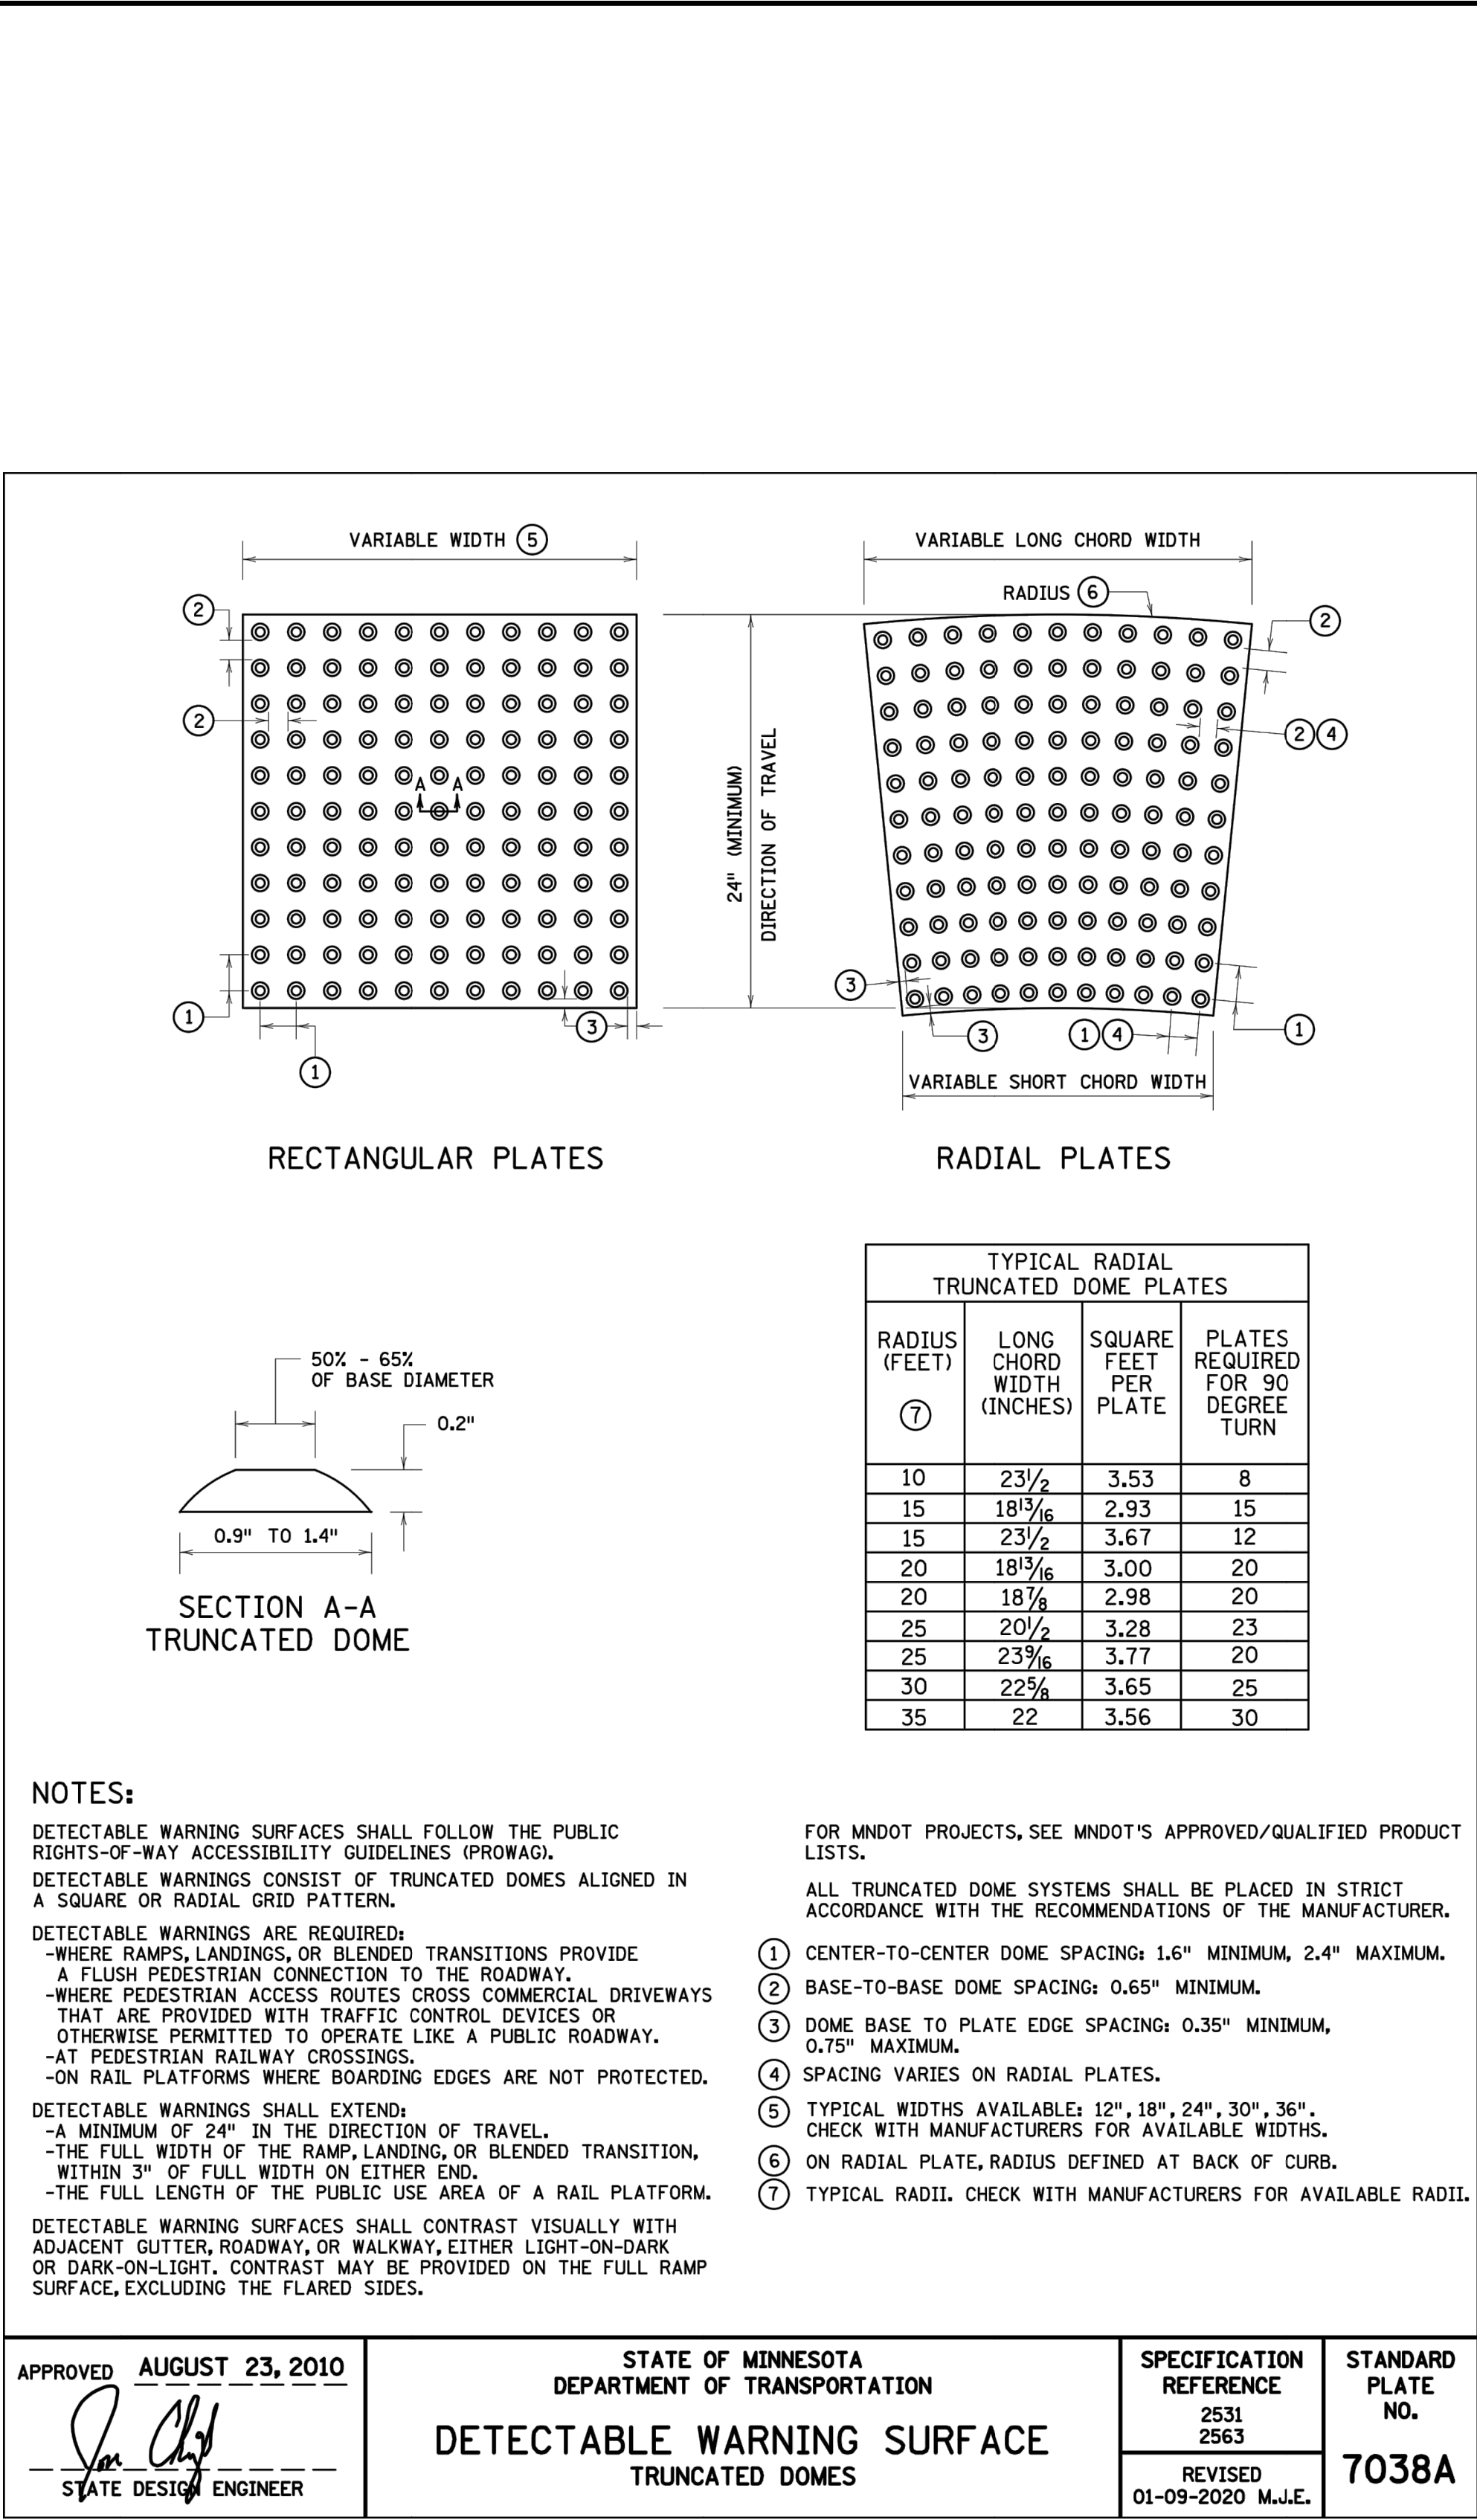 VARIABLE WIDTH 5
VARIABLE LONG CHORD WIDTH
RADIUS 6
2
2
2
2 4
A A
24" (MINIMUM)
DIRECTION OF TRAVEL
3
1
3
1
3
1 4
1
VARIABLE SHORT CHORD WIDTH
RECTANGULAR PLATES
RADIAL PLATES
50% - 65%
OF BASE DIAMETER
0.2"
0.9" TO 1.4"
SECTION A-A
TRUNCATED DOME
TYPICAL RADIAL
TRUNCATED DOME PLATES
RADIUS (FEET) 7 LONG CHORD WIDTH (INCHES) SQUARE FEET PER PLATE PLATES REQUIRED FOR 90 DEGREE TURN
10 23 1/2 3.53 8
15 18 13/16 2.93 15
15 23 1/2 3.67 12
20 18 13/16 3.00 20
20 18 7/8 2.98 20
25 20 1/2 3.28 23
25 23 9/16 3.77 20
30 22 5/8 3.65 25
35 22 3.56 30
NOTES:
DETECTABLE WARNING SURFACES SHALL FOLLOW THE PUBLIC
RIGHTS-OF-WAY ACCESSIBILITY GUIDELINES (PROWAG).
DETECTABLE WARNINGS CONSIST OF TRUNCATED DOMES ALIGNED IN
A SQUARE OR RADIAL GRID PATTERN.
DETECTABLE WARNINGS ARE REQUIRED:
-WHERE RAMPS, LANDINGS, OR BLENDED TRANSITIONS PROVIDE
A FLUSH PEDESTRIAN CONNECTION TO THE ROADWAY.
-WHERE PEDESTRIAN ACCESS ROUTES CROSS COMMERCIAL DRIVEWAYS
THAT ARE PROVIDED WITH TRAFFIC CONTROL DEVICES OR
OTHERWISE PERMITTED TO OPERATE LIKE A PUBLIC ROADWAY.
-AT PEDESTRIAN RAILWAY CROSSINGS.
-ON RAIL PLATFORMS WHERE BOARDING EDGES ARE NOT PROTECTED.
DETECTABLE WARNINGS SHALL EXTEND:
-A MINIMUM OF 24" IN THE DIRECTION OF TRAVEL.
-THE FULL WIDTH OF THE RAMP, LANDING, OR BLENDED TRANSITION,
WITHIN 3" OF FULL WIDTH ON EITHER END.
-THE FULL LENGTH OF THE PUBLIC USE AREA OF A RAIL PLATFORM.
DETECTABLE WARNING SURFACES SHALL CONTRAST VISUALLY WITH
ADJACENT GUTTER, ROADWAY, OR WALKWAY, EITHER LIGHT-ON-DARK
OR DARK-ON-LIGHT. CONTRAST MAY BE PROVIDED ON THE FULL RAMP
SURFACE, EXCLUDING THE FLARED SIDES.
FOR MNDOT PROJECTS, SEE MNDOT'S APPROVED/QUALIFIED PRODUCT
LISTS.
ALL TRUNCATED DOME SYSTEMS SHALL BE PLACED IN STRICT
ACCORDANCE WITH THE RECOMMENDATIONS OF THE MANUFACTURER.
1 CENTER-TO-CENTER DOME SPACING: 1.6" MINIMUM, 2.4" MAXIMUM.
2 BASE-TO-BASE DOME SPACING: 0.65" MINIMUM.
3 DOME BASE TO PLATE EDGE SPACING: 0.35" MINIMUM,
0.75" MAXIMUM.
4 SPACING VARIES ON RADIAL PLATES.
5 TYPICAL WIDTHS AVAILABLE: 12", 18", 24", 30", 36".
CHECK WITH MANUFACTURERS FOR AVAILABLE WIDTHS.
6 ON RADIAL PLATE, RADIUS DEFINED AT BACK OF CURB.
7 TYPICAL RADII. CHECK WITH MANUFACTURERS FOR AVAILABLE RADII.
APPROVED AUGUST 23, 2010
STATE DESIGN ENGINEER
STATE OF MINNESOTA
DEPARTMENT OF TRANSPORTATION
DETECTABLE WARNING SURFACE
TRUNCATED DOMES
SPECIFICATION
REFERENCE
2531
2563
REVISED
01-09-2020 M.J.E.
STANDARD
PLATE
NO.
7038A